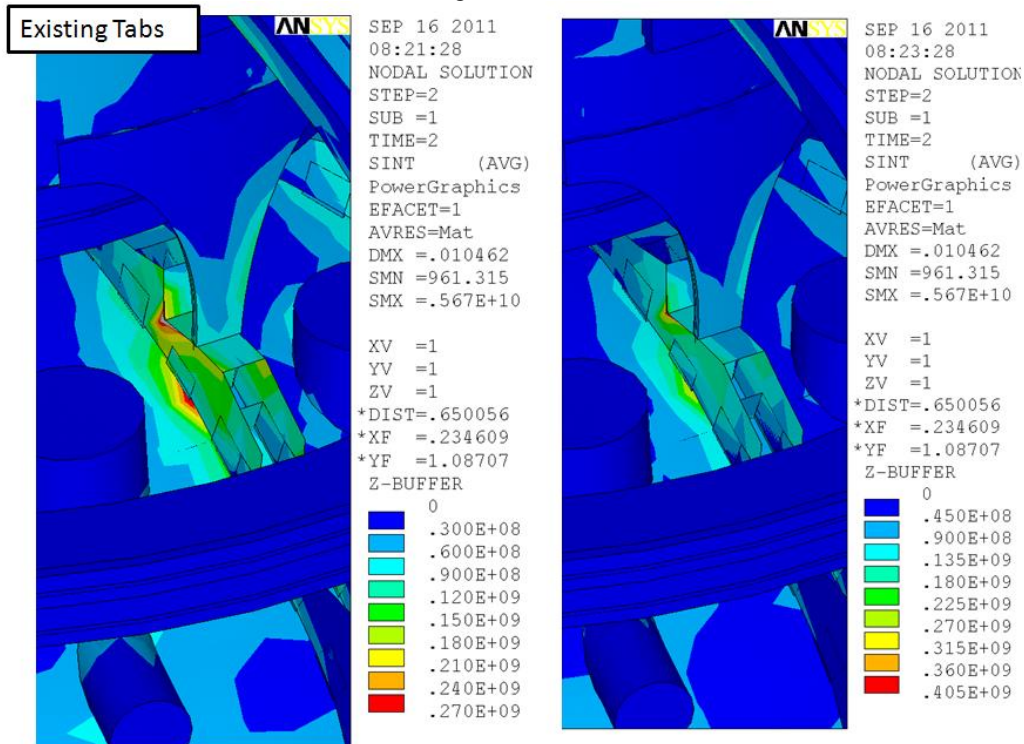 Existing Tabs
ANSYS
SEP 16 2011
08:21:28
NODAL SOLUTION
STEP=2
SUB =1
TIME=2
SINT (AVG)
PowerGraphics
EFACET=1
AVRES=Mat
DMX =.010462
SMN =961.315
SMX =.567E+10
XV =1
YV =1
ZV =1
*DIST=.650056
*XF =.234609
*YF =1.08707
Z-BUFFER
0
.300E+08
.600E+08
.900E+08
.120E+09
.150E+09
.180E+09
.210E+09
.240E+09
.270E+09
ANSYS
SEP 16 2011
08:23:28
NODAL SOLUTION
STEP=2
SUB =1
TIME=2
SINT (AVG)
PowerGraphics
EFACET=1
AVRES=Mat
DMX =.010462
SMN =961.315
SMX =.567E+10
XV =1
YV =1
ZV =1
*DIST=.650056
*XF =.234609
*YF =1.08707
Z-BUFFER
0
.450E+08
.900E+08
.135E+09
.180E+09
.225E+09
.270E+09
.315E+09
.360E+09
.405E+09